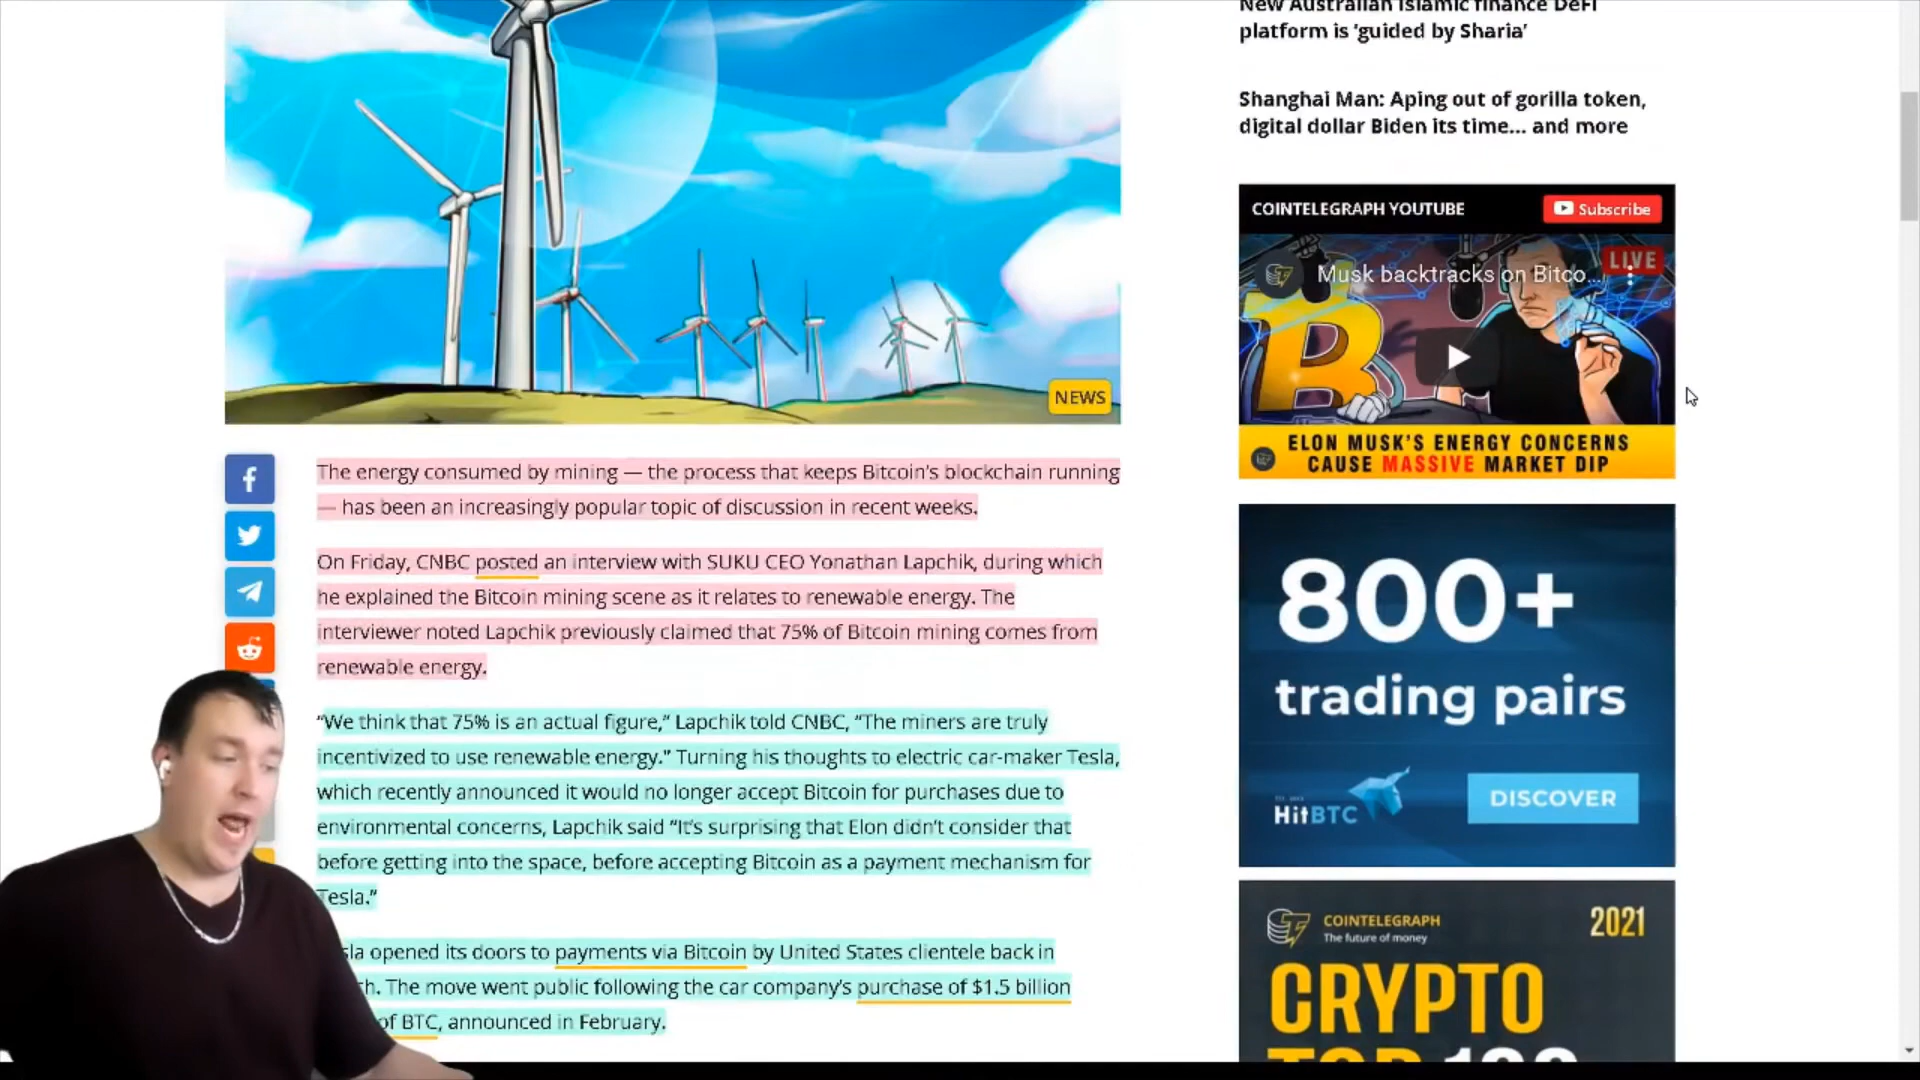 New Australian Islamic finance DeFi
platform is ‘guided by Sharia’
Shanghai Man: Aping out of gorilla token,
digital dollar Biden its time... and more
COINTELEGRAPH YOUTUBE
Subscribe
Musk backtracks on Bitco...
LIVE
ELON MUSK'S ENERGY CONCERNS
CAUSE MASSIVE MARKET DIP
NEWS
The energy consumed by mining — the process that keeps Bitcoin’s blockchain running
— has been an increasingly popular topic of discussion in recent weeks.
On Friday, CNBC posted an interview with SUKU CEO Yonathan Lapchik, during which
he explained the Bitcoin mining scene as it relates to renewable energy. The
interviewer noted Lapchik previously claimed that 75% of Bitcoin mining comes from
renewable energy.
“We think that 75% is an actual figure,” Lapchik told CNBC, “The miners are truly
incentivized to use renewable energy.” Turning his thoughts to electric car-maker Tesla,
which recently announced it would no longer accept Bitcoin for purchases due to
environmental concerns, Lapchik said “It’s surprising that Elon didn’t consider that
before getting into the space, before accepting Bitcoin as a payment mechanism for
Tesla.”
sla opened its doors to payments via Bitcoin by United States clientele back in
ch. The move went public following the car company’s purchase of $1.5 billion
of BTC, announced in February.
800+
trading pairs
HitBTC
DISCOVER
COINTELEGRAPH
The future of money
2021
CRYPTO
TOP 100